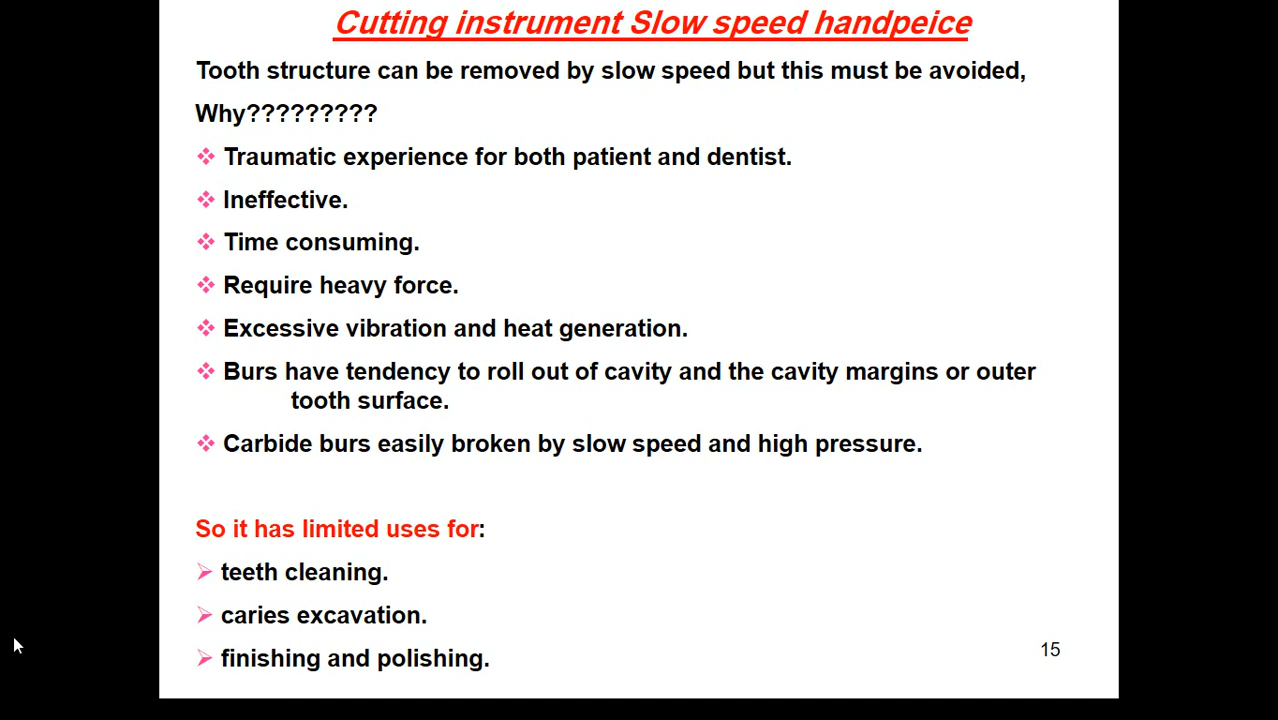 Cutting instrument Slow speed handpeice
Tooth structure can be removed by slow speed but this must be avoided,
Why?????????
Traumatic experience for both patient and dentist.
Ineffective.
Time consuming.
Require heavy force.
Excessive vibration and heat generation.
Burs have tendency to roll out of cavity and the cavity margins or outer
tooth surface.
Carbide burs easily broken by slow speed and high pressure.
So it has limited uses for:
teeth cleaning.
caries excavation.
finishing and polishing.
15